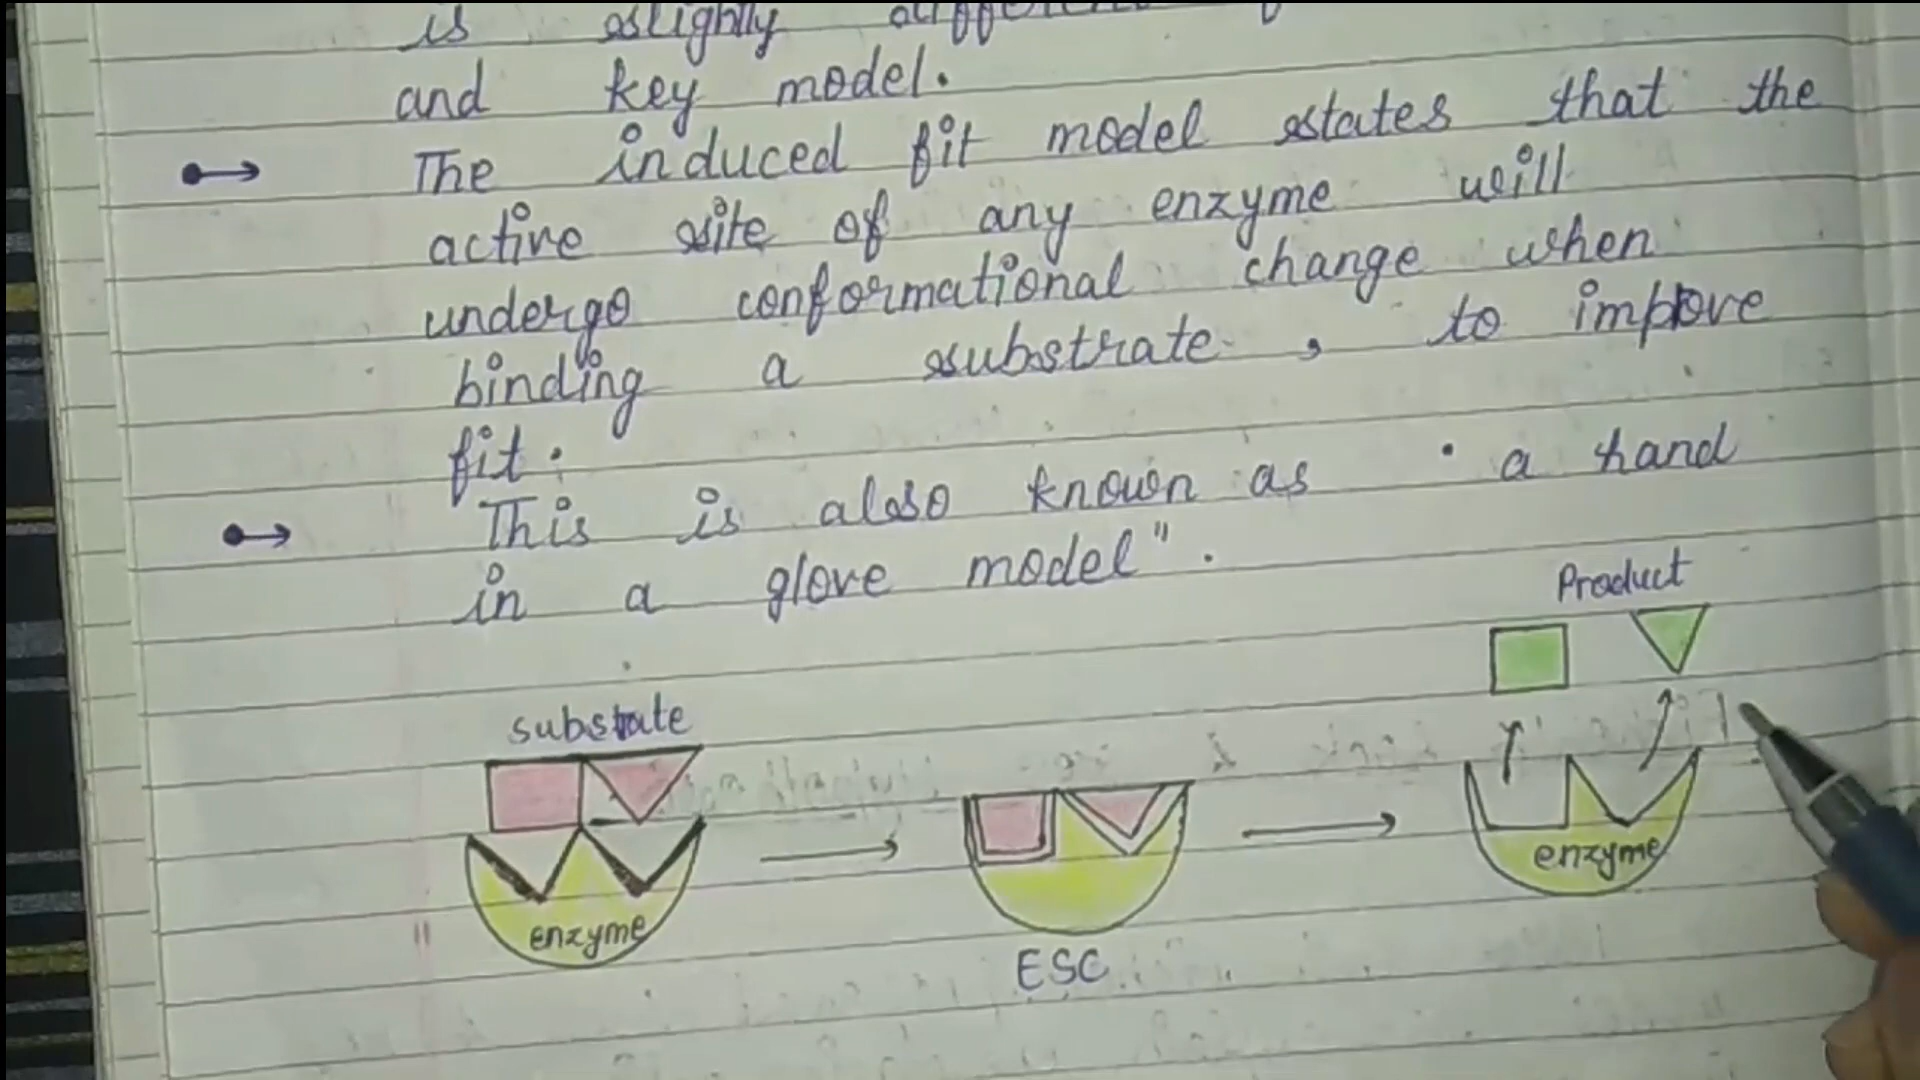 is slightly different
and key model.
The induced fit model states that the
active site of any enzyme will
undergo conformational change when
binding a substrate, to improve
fit.
This is also known as " a hand
in a glove model".
Product
substrate
enzyme
ESC
enzyme